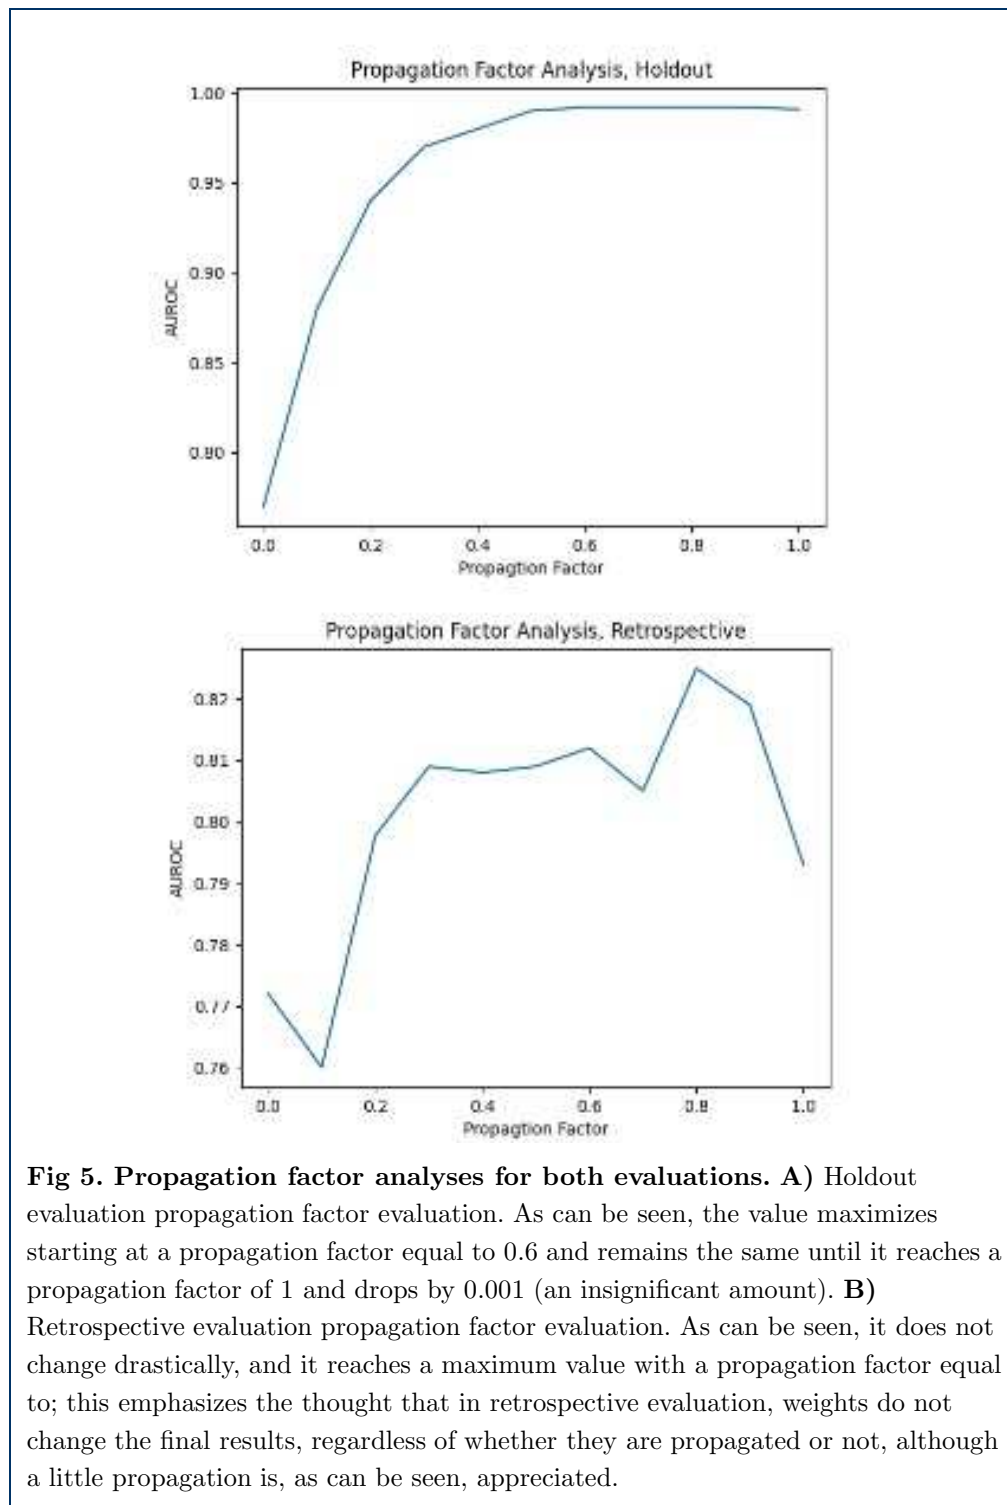 Propagation Factor Analysis, Holdout
1.00
0.95
0.90
0.85
0.80
AUROC
0.0 0.2 0.4 0.6 0.8 1.0
Propagtion Factor
Propagation Factor Analysis, Retrospective
0.82
0.81
0.80
0.79
0.78
0.77
0.76
AUROC
0.0 0.2 0.4 0.6 0.8 1.0
Propagtion Factor
Fig 5. Propagation factor analyses for both evaluations. A) Holdout
evaluation propagation factor evaluation. As can be seen, the value maximizes
starting at a propagation factor equal to 0.6 and remains the same until it reaches a
propagation factor of 1 and drops by 0.001 (an insignificant amount). B)
Retrospective evaluation propagation factor evaluation. As can be seen, it does not
change drastically, and it reaches a maximum value with a propagation factor equal
to; this emphasizes the thought that in retrospective evaluation, weights do not
change the final results, regardless of whether they are propagated or not, although
a little propagation is, as can be seen, appreciated.